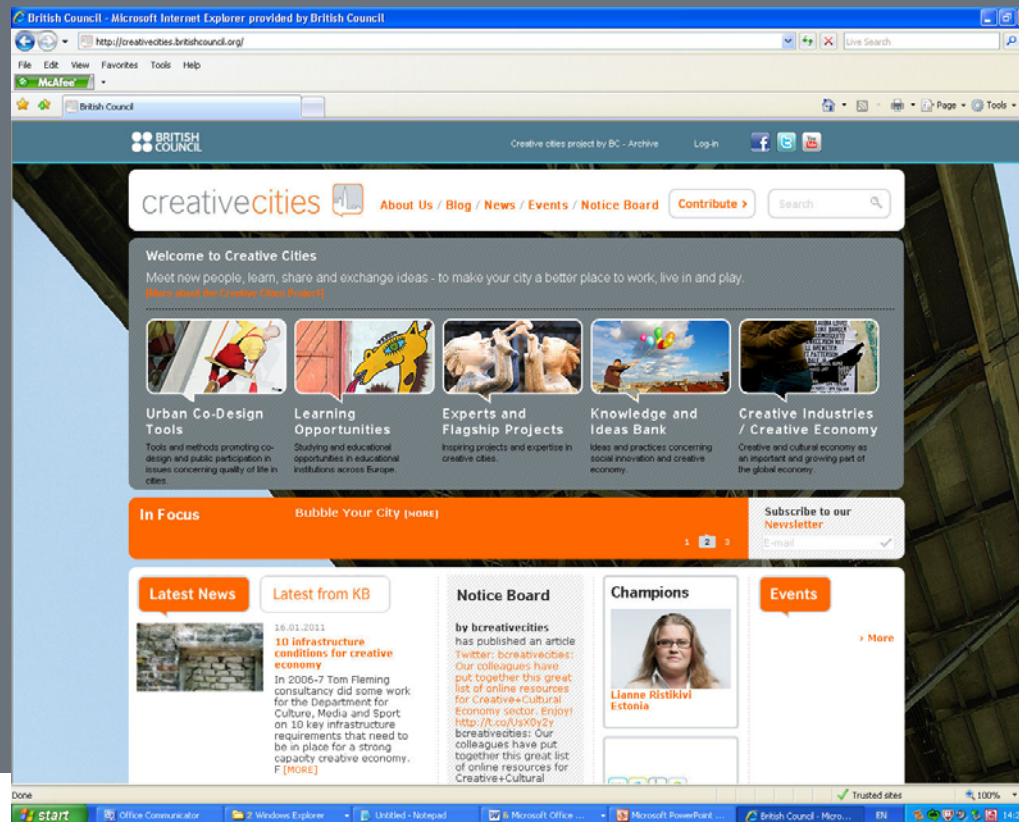 British Council - Microsoft Internet Explorer provided by British Council
http://creativecities.britishcouncil.org/
Live Search
File Edit View Favorites Tools Help
McAfee
British Council
Page Tools
BRITISH
COUNCIL
Creative cities project by BC - Archive
Log-in
creativecities
About Us / Blog / News / Events / Notice Board
Contribute >
Search
Welcome to Creative Cities
Meet new people, learn, share and exchange ideas - to make your city a better place to work, live in and play.
[More about the Creative Cities Project]
Urban Co-Design
Tools
Tools and methods promoting co-
design and public participation in
issues concerning quality of life in
cities.
Learning
Opportunities
Studying and educational
opportunities in educational
institutions across Europe.
Experts and
Flagship Projects
Inspiring projects and expertise in
creative cities.
Knowledge and
Ideas Bank
Ideas and practices concerning
social innovation and creative
economy.
Creative Industries
/ Creative Economy
Creative and cultural economy as
an important and growing part of
the global economy.
In Focus
Bubble Your City [MORE]
1 2 3
Subscribe to our
Newsletter
E-mail
Latest News
Latest from KB
16.01.2011
10 infrastructure
conditions for creative
economy
In 2006-7 Tom Fleming
consultancy did some work
for the Department for
Culture, Media and Sport
on 10 key infrastructure
requirements that need to
be in place for a strong
capacity creative economy.
F [MORE]
Notice Board
by bcreativecities
has published an article
Twitter: bcreativecities:
Our colleagues have
put together this great
list of online resources
for Creative+Cultural
Economy sector. Enjoy!
http://t.co/UsX0y2y
bcreativecities: Our
colleagues have put
together this great list
of online resources for
Creative+Cultural
Champions
Lianne Ristikivi
Estonia
Events
> More
Done
Trusted sites
100%
start
Office Communicator
2 Windows Explorer
Untitled - Notepad
6 Microsoft Office ...
Microsoft PowerPoint ...
British Council - Micro...
EN